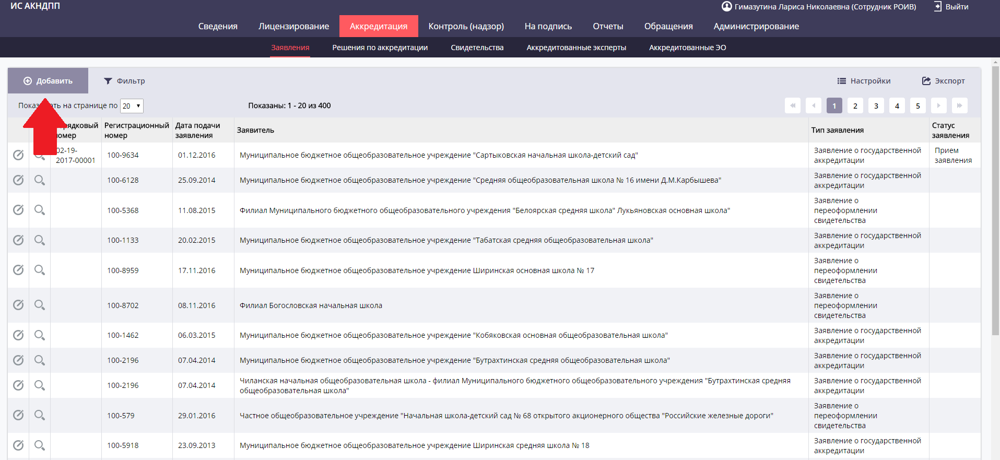 ИС АКНДПП
Гимазутина Лариса Николаевна (Сотрудник РОИВ) Выйти
Сведения Лицензирование Аккредитация Контроль (надзор) На подпись Отчеты Обращения Администрирование
Заявления Решения по аккредитации Свидетельства Аккредитованные эксперты Аккредитованные ЭО
Добавить Фильтр Настройки Экспорт
на странице по 20 Показаны: 1 - 20 из 400 1 2 3 4 5
Регистрационный номер
Дата подачи заявления
Заявитель
Тип заявления
Статус заявления
02-19-
2017-00001
100-9634 01.12.2016 Муниципальное бюджетное общеобразовательное учреждение "Сартыковская начальная школа-детский сад"
Заявление о государственной
аккредитации
Прием
заявления
100-6128 25.09.2014 Муниципальное бюджетное общеобразовательное учреждение "Средняя общеобразовательная школа № 16 имени Д.М.Карбышева"
Заявление о государственной
аккредитации
100-5368 11.08.2015 Филиал Муниципального бюджетного общеобразовательного учреждения "Белоярская средняя школа" Лукьяновская основная школа"
Заявление о
переоформлении
свидетельства
100-1133 20.02.2015 Муниципальное бюджетное общеобразовательное учреждение "Табатская средняя общеобразовательная школа"
Заявление о государственной
аккредитации
100-8959 17.11.2016 Муниципальное бюджетное общеобразовательное учреждение Ширинская основная школа № 17
Заявление о
переоформлении
свидетельства
100-8702 08.11.2016 Филиал Богословская начальная школа
Заявление о
переоформлении
свидетельства
100-1462 06.03.2015 Муниципальное бюджетное общеобразовательное учреждение "Кобяковская основная общеобразовательная школа"
Заявление о государственной
аккредитации
100-2196 07.04.2014 Муниципальное бюджетное общеобразовательное учреждение "Бутрахтинская средняя общеобразовательная школа"
Заявление о государственной
аккредитации
100-2196 07.04.2014 Чиланская начальная общеобразовательная школа - филиал Муниципального бюджетного общеобразовательного учреждения "Бутрахтинская средняя
общеобразовательная школа"
Заявление о государственной
аккредитации
100-579 29.01.2016 Частное общеобразовательное учреждение "Начальная школа-детский сад № 68 открытого акционерного общества "Российские железные дороги"
Заявление о
переоформлении
свидетельства
100-5918 23.09.2013 Муниципальное бюджетное общеобразовательное учреждение Ширинская средняя школа № 18
Заявление о государственной
аккредитации